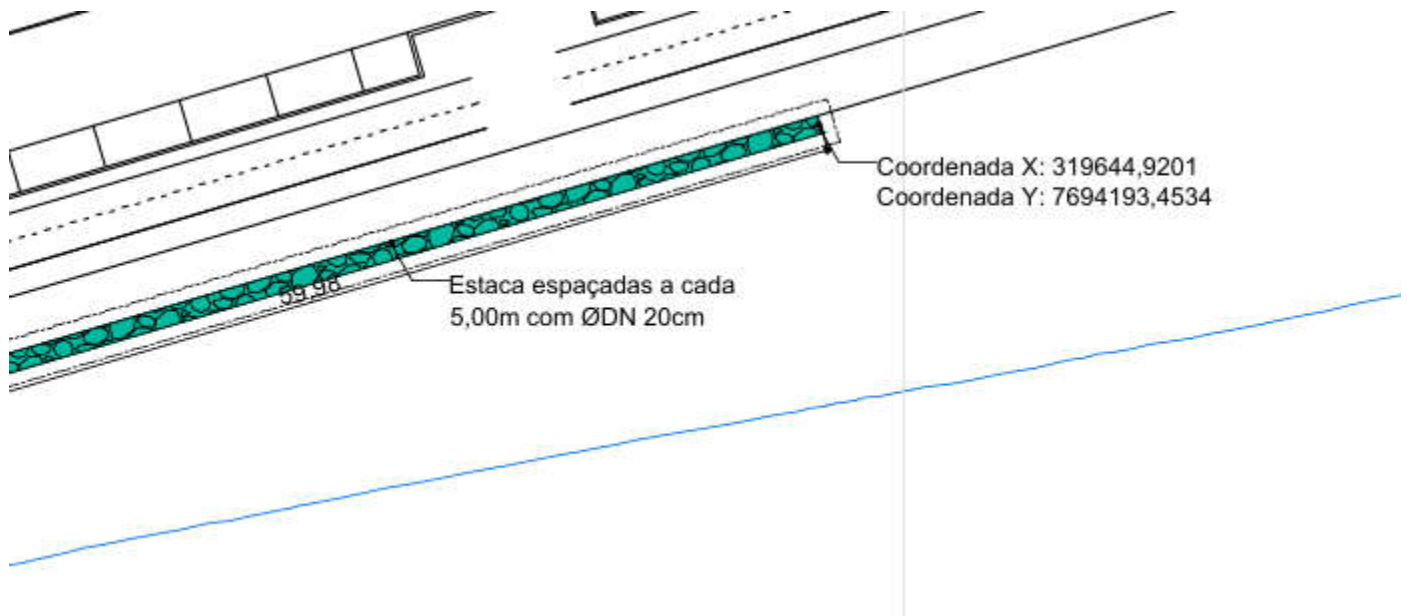 Coordenada X: 319644,9201
Coordenada Y: 7694193,4534
59,98
Estaca espaçadas a cada
5,00m com ØDN 20cm